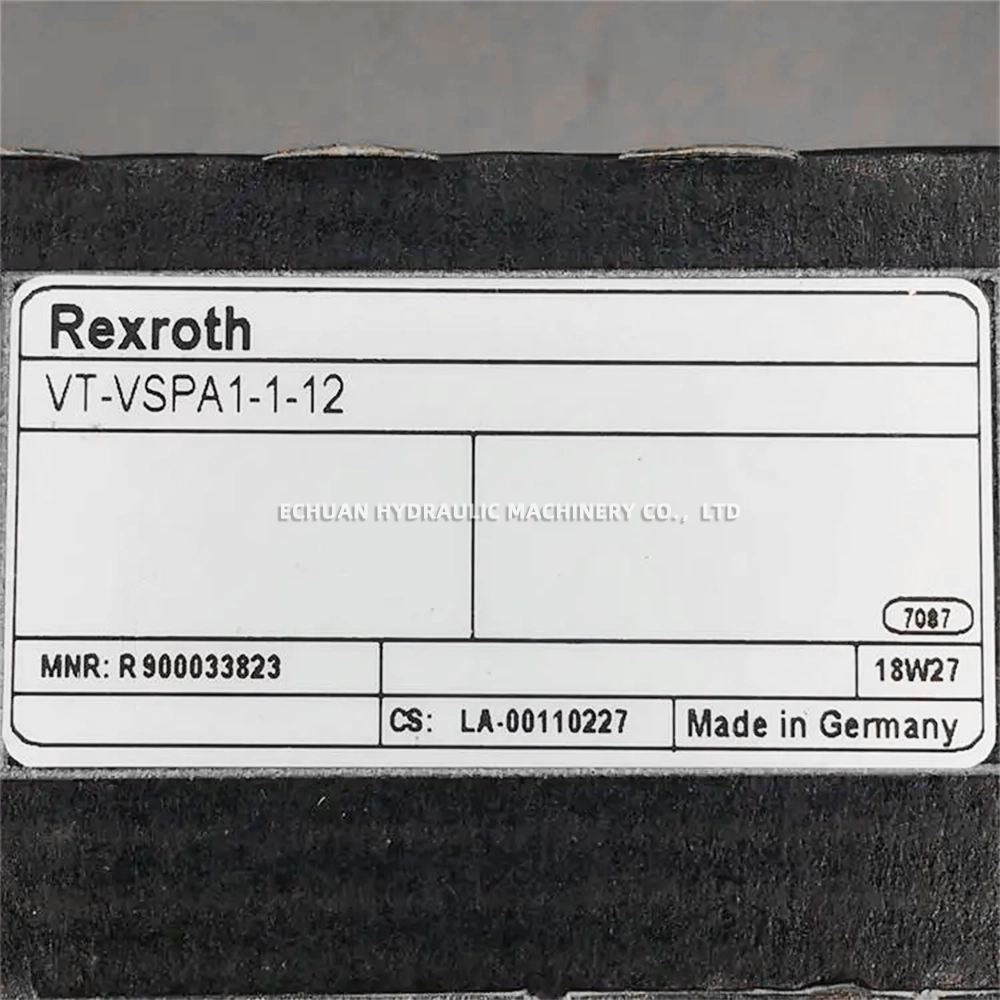 Rexroth
VT-VSPA1-1-12
ECHUAN HYDRAULIC MACHINERY CO., LTD
7087
MNR: R900033823
18W27
CS: LA-00110227
Made in Germany